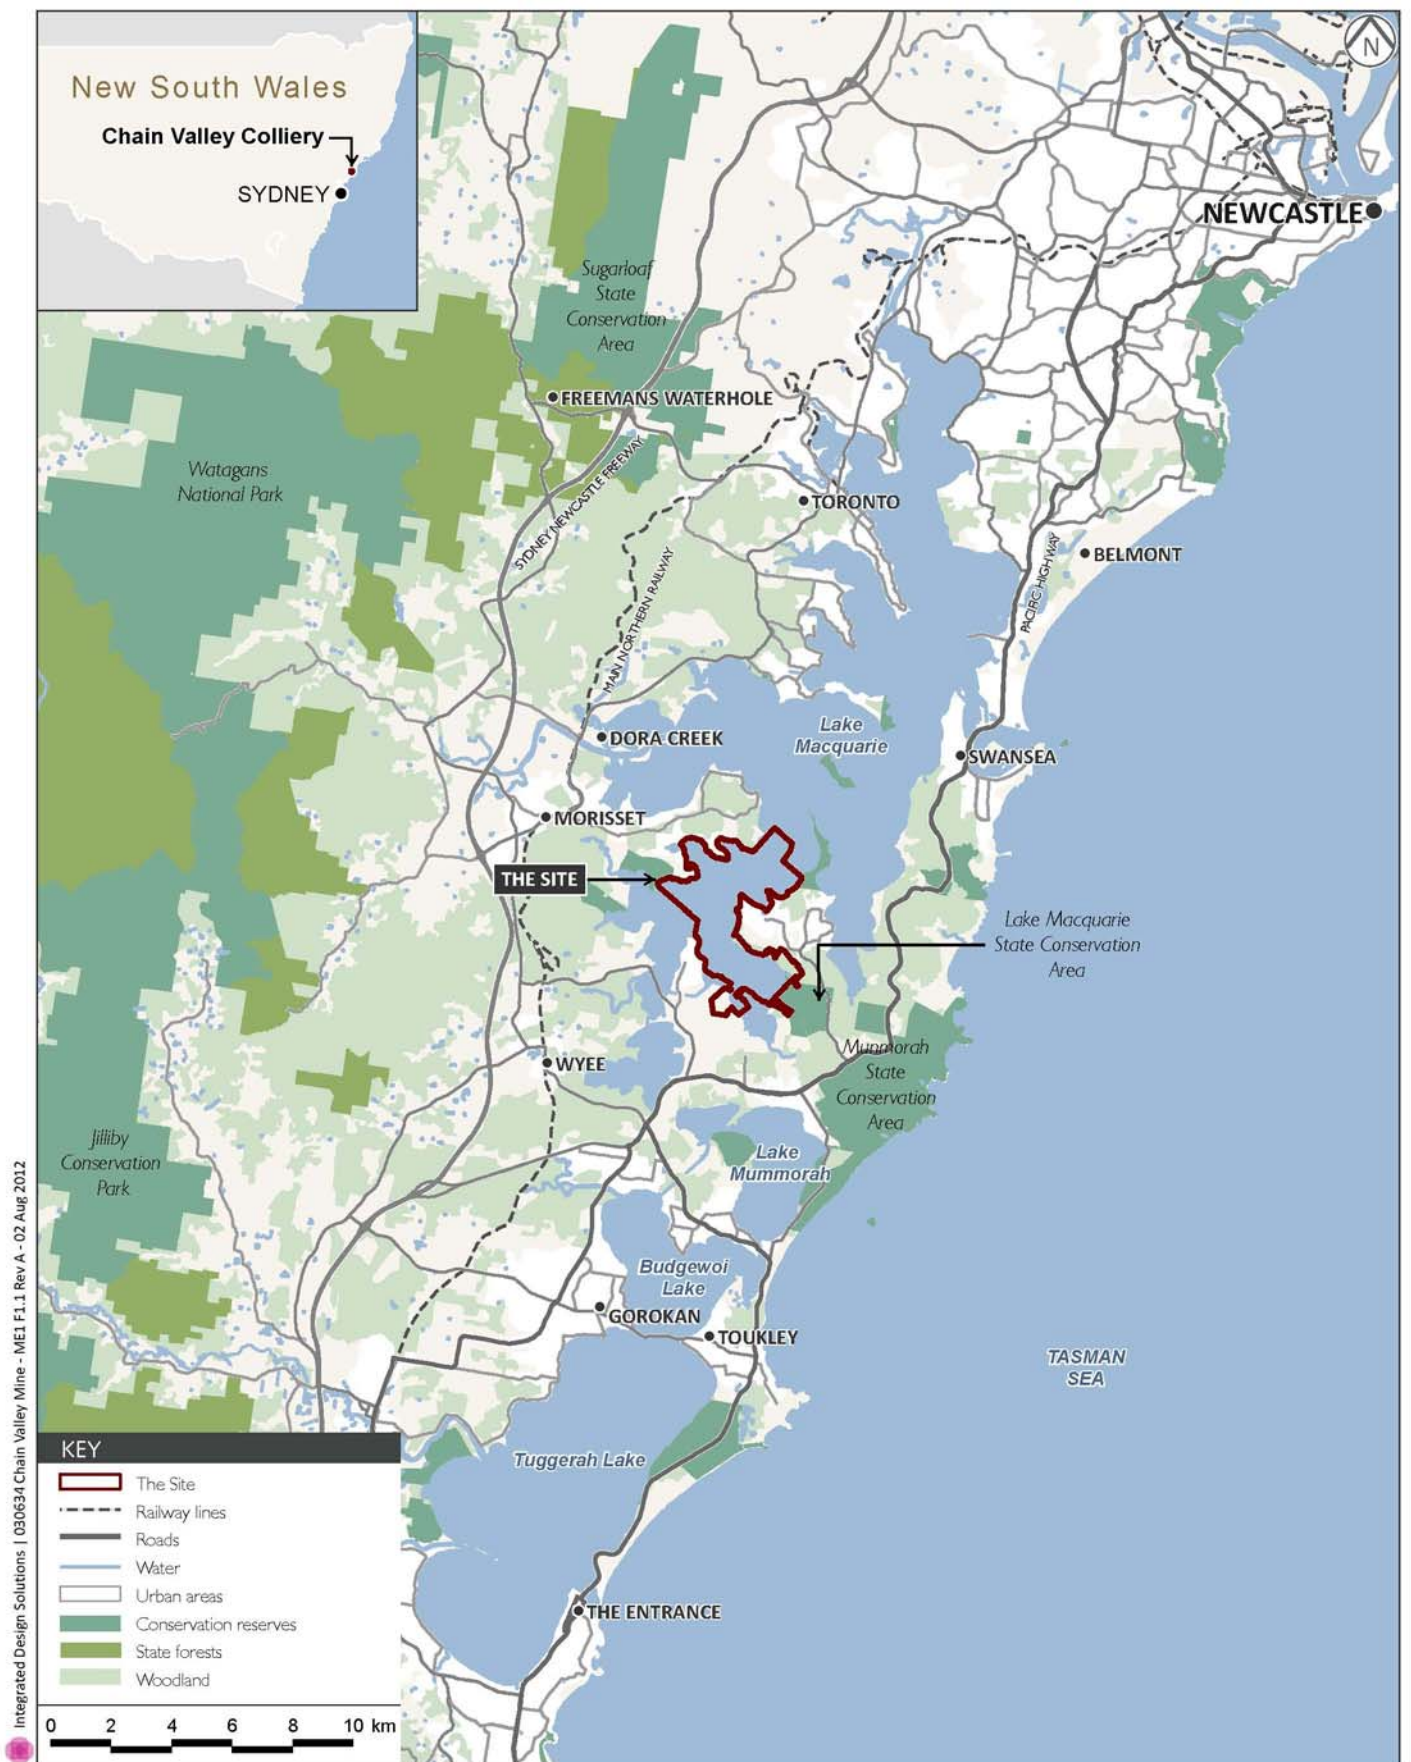 New South Wales
Chain Valley Colliery
SYDNEY
N
NEWCASTLE
Sugarloaf
State
Conservation
Area
FREEMANS WATERHOLE
Watagans
National Park
SYDNEY NEWCASTLE FREEWAY
TORONTO
BELMONT
PACIFIC HIGHWAY
MAIN NORTHERN RAILWAY
DORA CREEK
Lake
Macquarie
SWANSEA
MORISSET
THE SITE
Lake Macquarie
State Conservation
Area
WYEE
Munmorah
State
Conservation
Area
Jilliby
Conservation
Park
Lake
Mummorah
Budgewoi
Lake
GOROKAN
TOUKLEY
TASMAN
SEA
Tuggerah Lake
THE ENTRANCE
KEY
The Site
Railway lines
Roads
Water
Urban areas
Conservation reserves
State forests
Woodland
0 2 4 6 8 10 km
Integrated Design Solutions | 030634 Chain Valley Mine - ME1 F1.1 Rev A - 02 Aug 2012